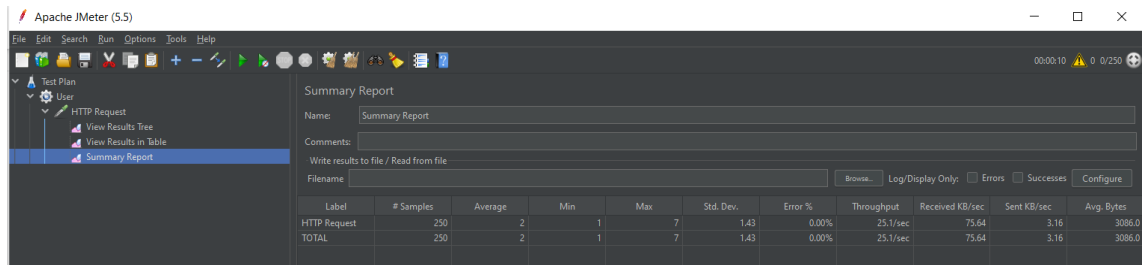 Apache JMeter (5.5)
File Edit Search Run Options Tools Help
00:00:10 0 0/250
Test Plan
User
HTTP Request
View Results Tree
View Results in Table
Summary Report
Summary Report
Name: Summary Report
Comments:
Write results to file / Read from file
Filename Browse... Log/Display Only: Errors Successes Configure
Label # Samples Average Min Max Std. Dev. Error % Throughput Received KB/sec Sent KB/sec Avg. Bytes
HTTP Request 250 2 1 7 1.43 0.00% 25.1/sec 75.64 3.16 3086.0
TOTAL 250 2 1 7 1.43 0.00% 25.1/sec 75.64 3.16 3086.0